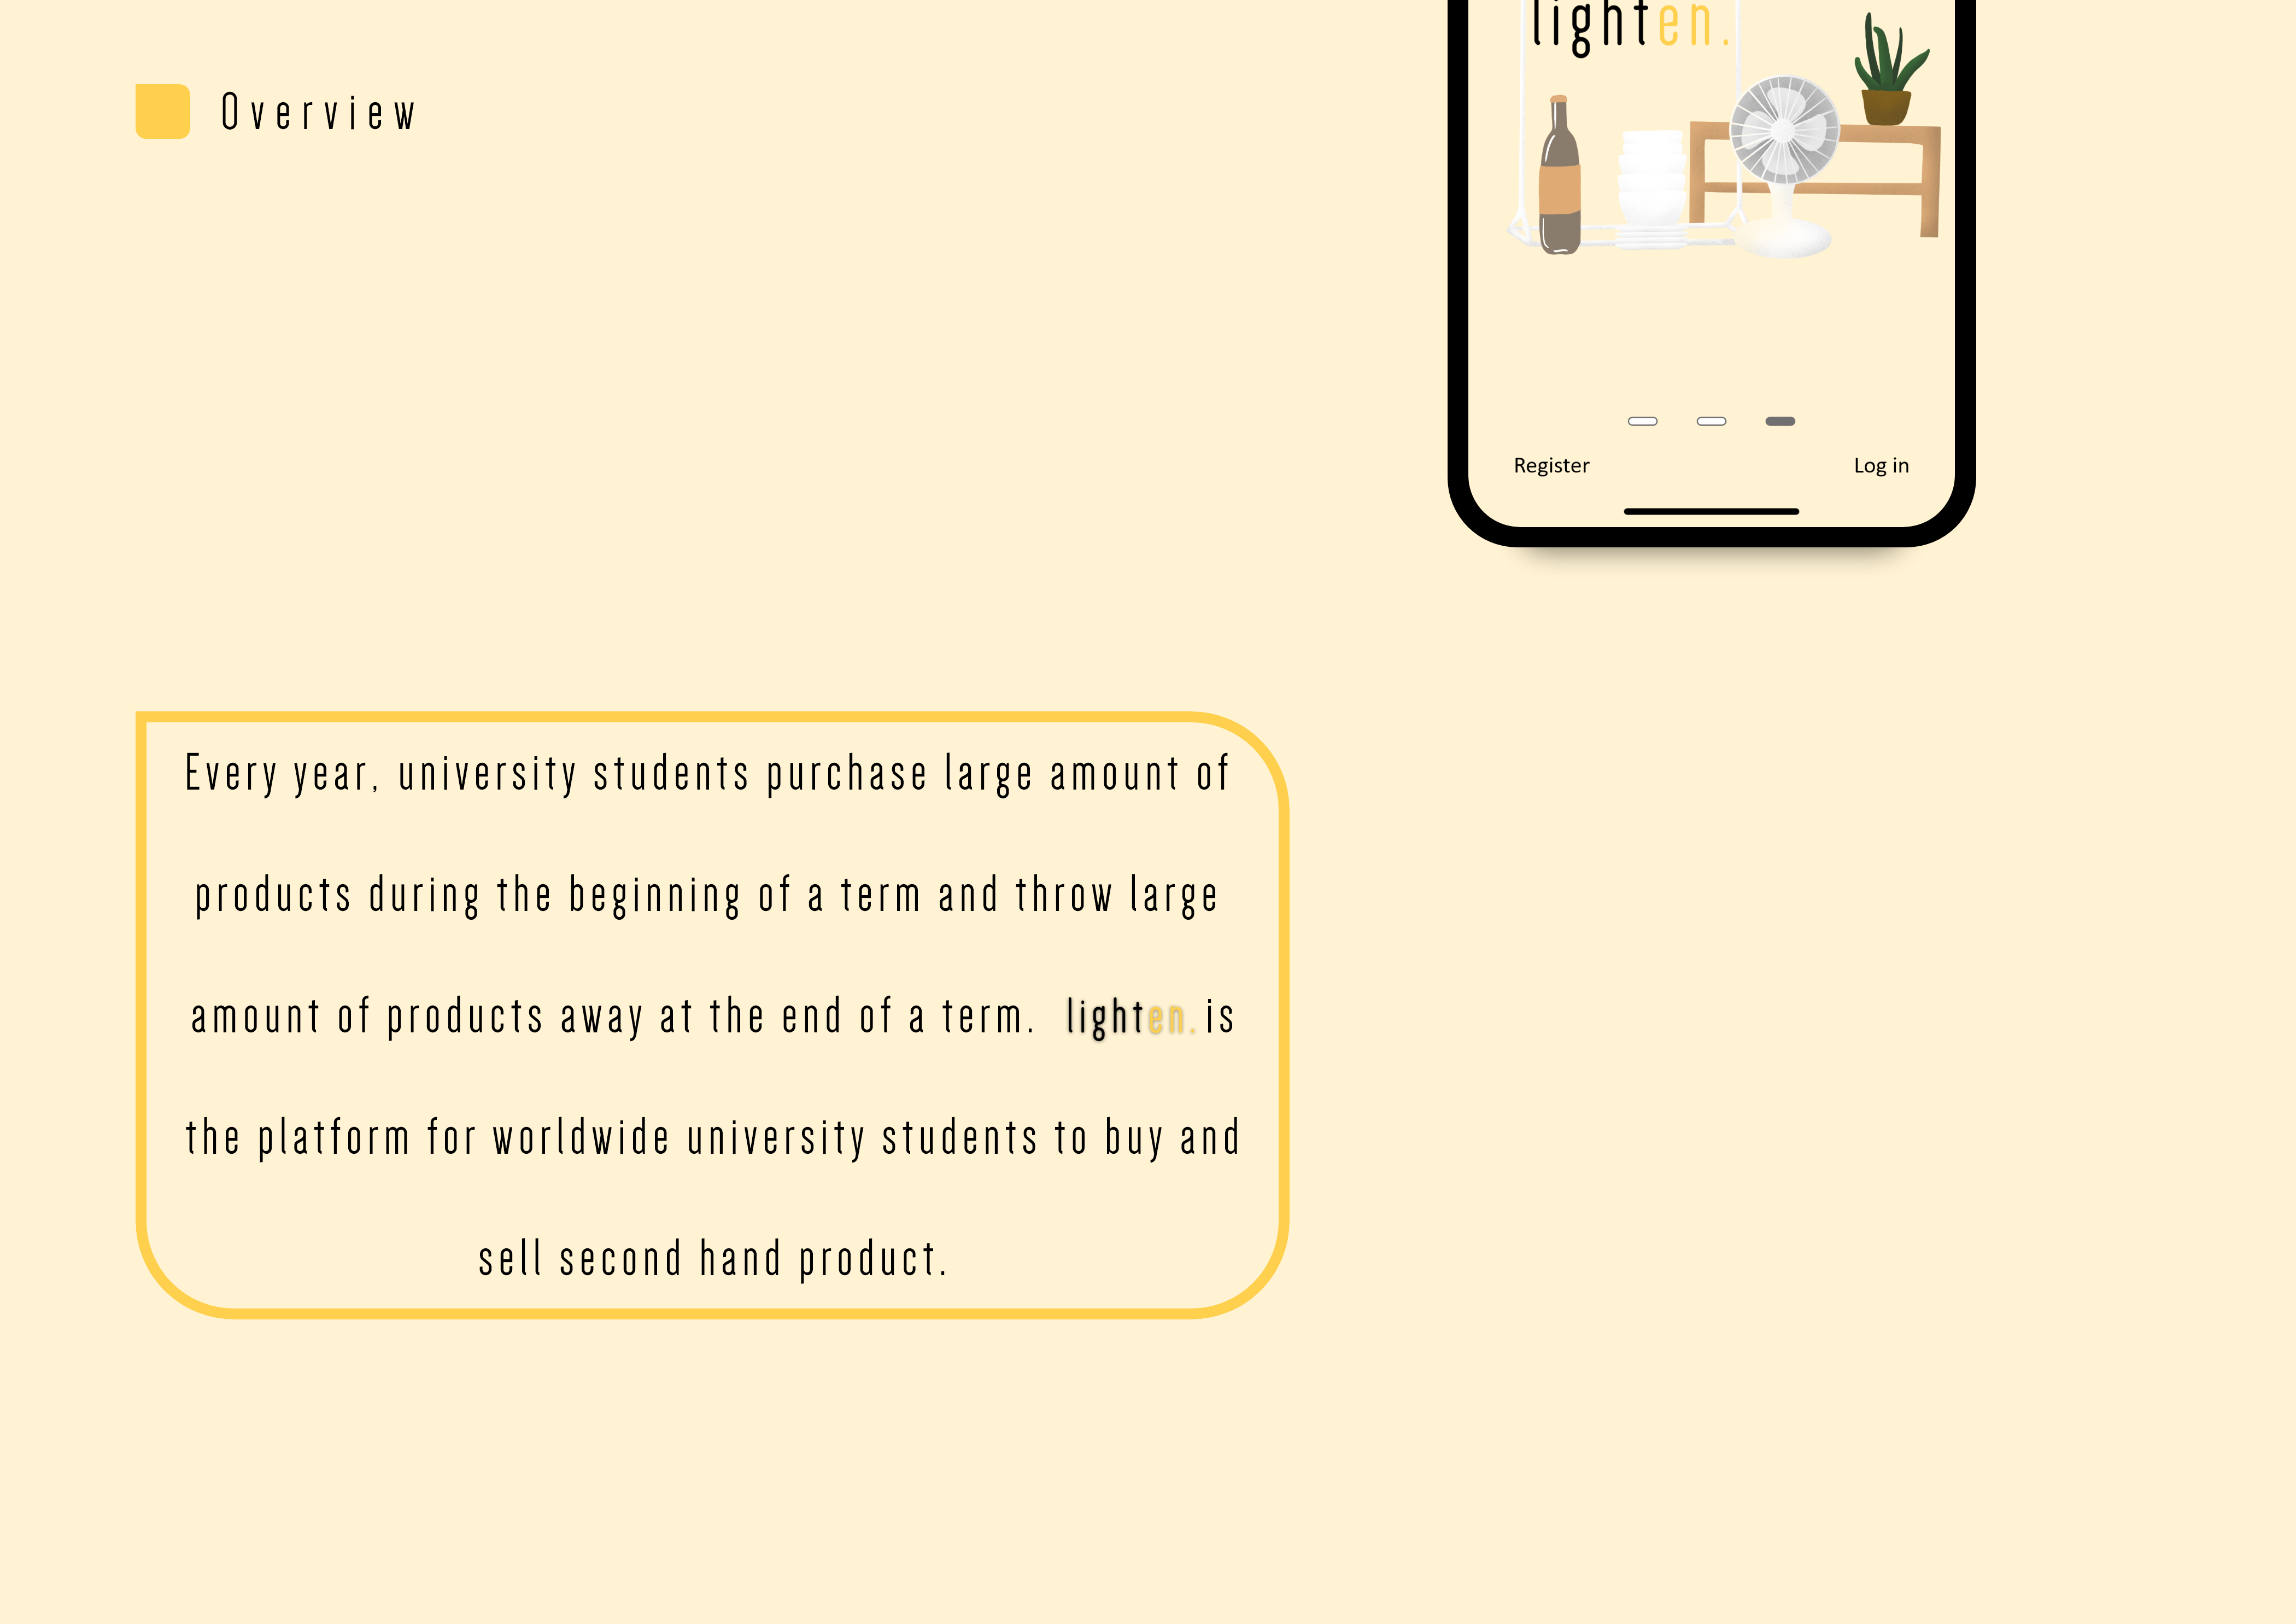 lighten.
Overview
Register
Log in
Every year, university students purchase large amount of
products during the beginning of a term and throw large
amount of products away at the end of a term. lighten. is
the platform for worldwide university students to buy and
sell second hand product.